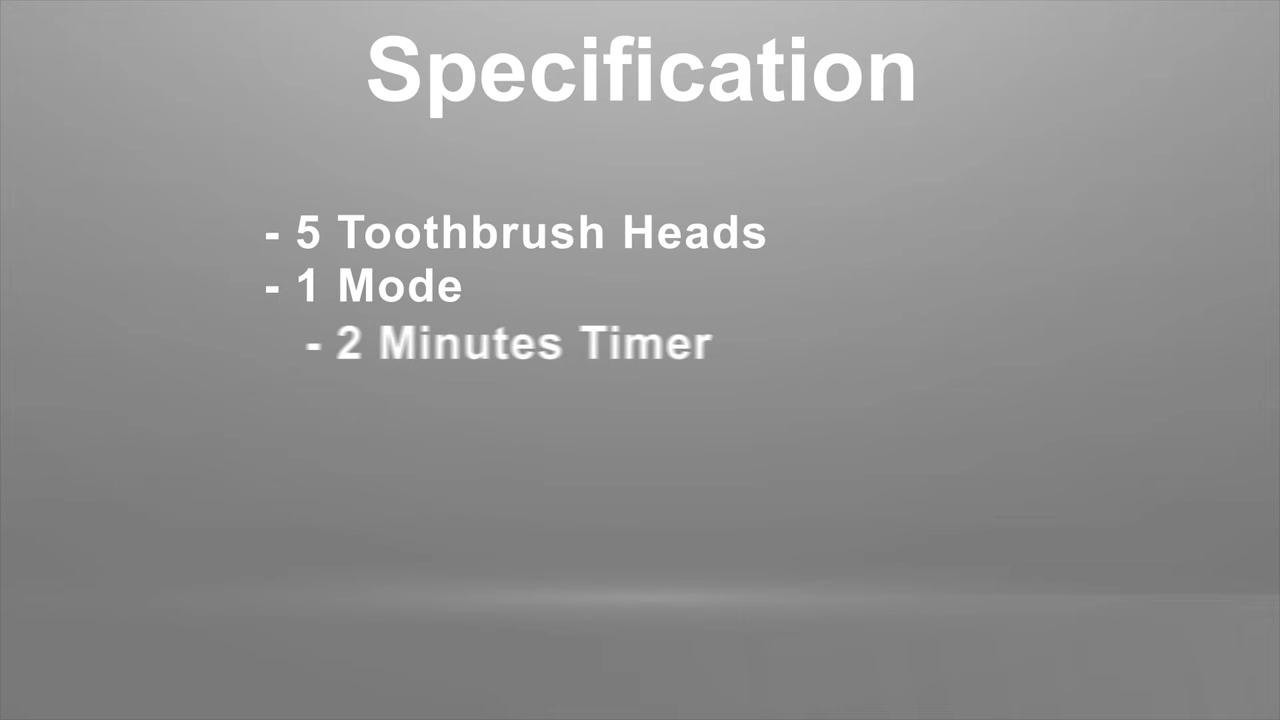 Specification
- 5 Toothbrush Heads
- 1 Mode
- 2 Minutes Timer